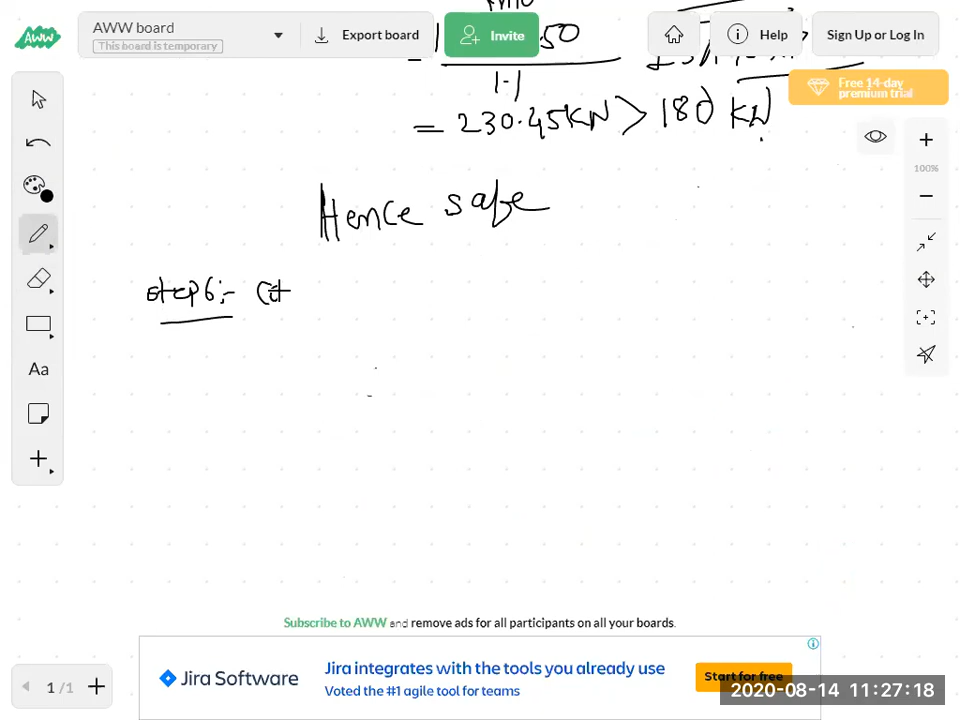 AWW
AWW board
This board is temporary
Export board
Invite
Help
Sign Up or Log In
Free 14-day
premium trial
50
1.1
= 230.45KN > 180 KN
100%
Hence safe
Step6:-
Aa
Subscribe to AWW and remove ads for all participants on all your boards.
Jira Software
Jira integrates with the tools you already use
Voted the #1 agile tool for teams
Start for free
1 /1
2020-08-14 11:27:18